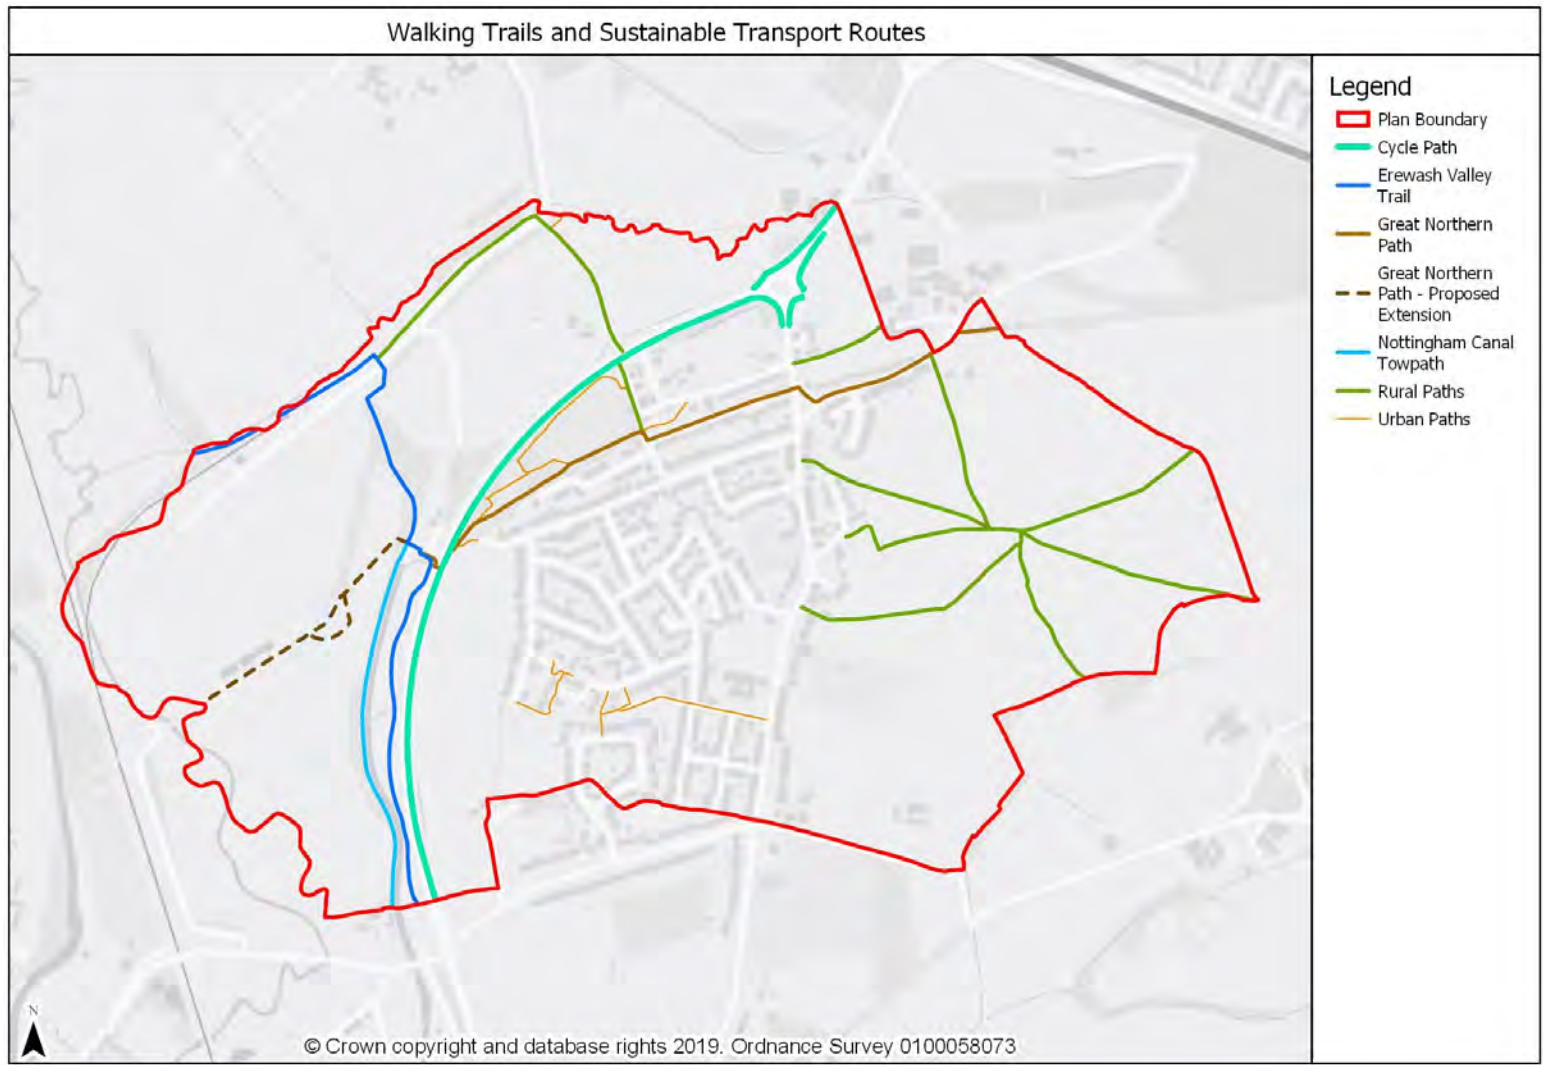 Walking Trails and Sustainable Transport Routes
Legend
Plan Boundary
Cycle Path
Erewash Valley
Trail
Great Northern
Path
Great Northern
Path - Proposed
Extension
Nottingham Canal
Towpath
Rural Paths
Urban Paths
N
© Crown copyright and database rights 2019. Ordnance Survey 0100058073